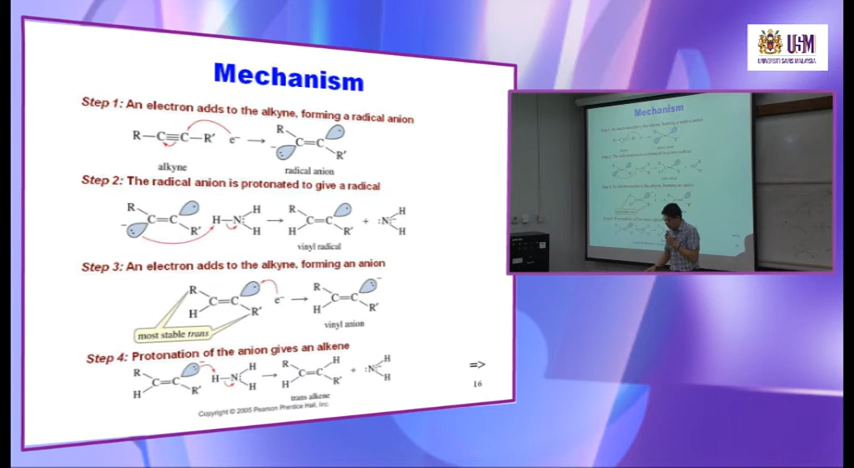 Mechanism
Step 1: An electron adds to the alkyne, forming a radical anion
R—C≡C—R' e⁻ → R C=C R'
alkyne
radical anion
Step 2: The radical anion is protonated to give a radical
R C=C R' H—N: H H → R H C=C R' + :N H H
vinyl radical
Step 3: An electron adds to the alkyne, forming an anion
R H C=C R' e⁻ → R H C=C R'
most stable trans
vinyl anion
Step 4: Protonation of the anion gives an alkene
R H C=C R' H—N: H H → R H C=C H R' + :N H H
=>
trans alkene
16
Copyright © 2005 Pearson Prentice Hall, Inc.
USM
UNIVERSITI SAINS MALAYSIA
Mechanism